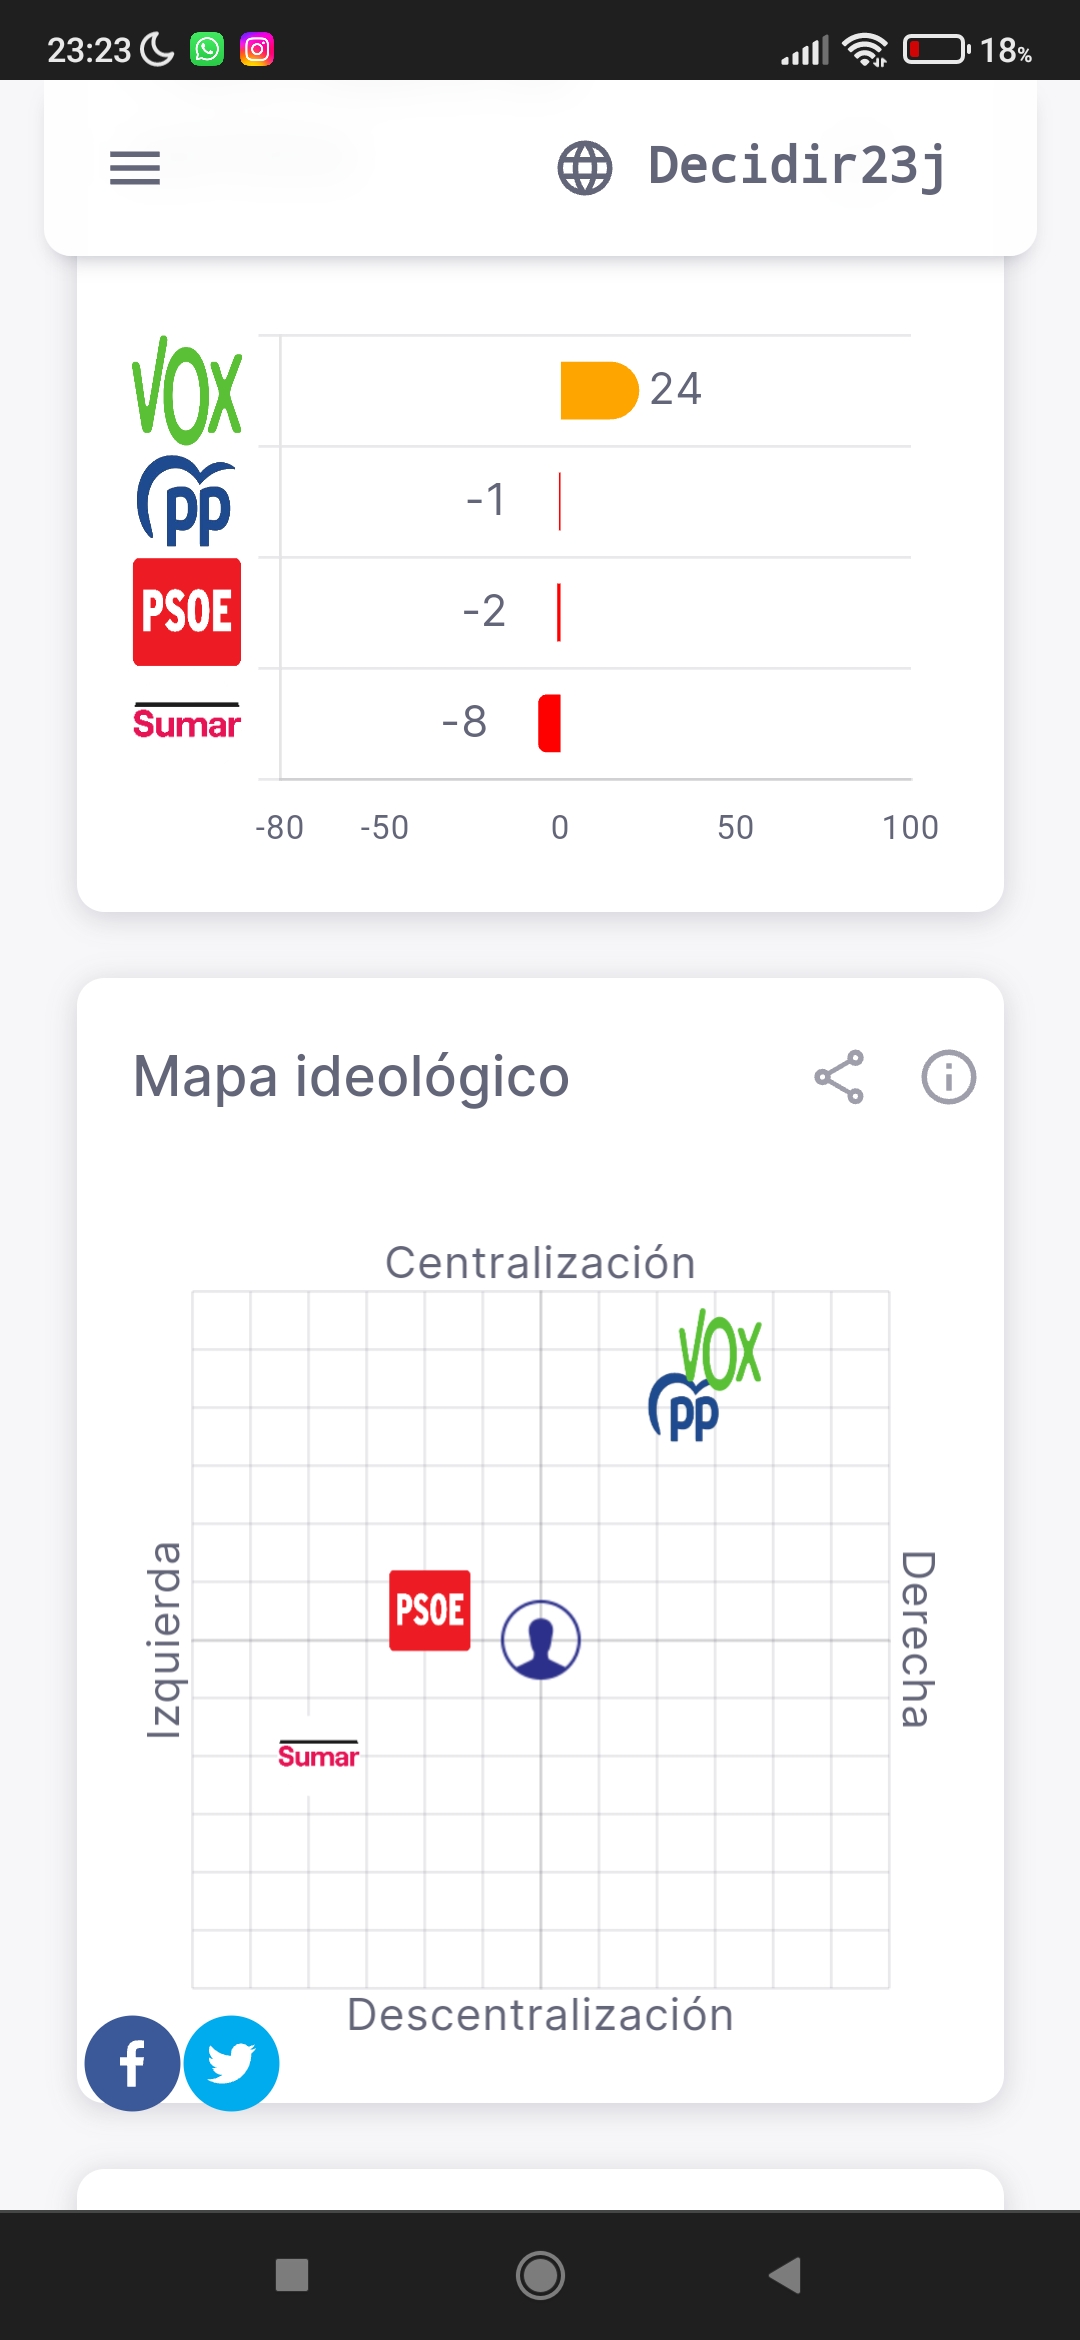 23:23
18%
Decidir23j
VOX
24
pp
-1
PSOE
-2
Sumar
-8
-80 -50 0 50 100
Mapa ideológico
Centralización
VOX
pp
Izquierda
Derecha
PSOE
Sumar
Descentralización